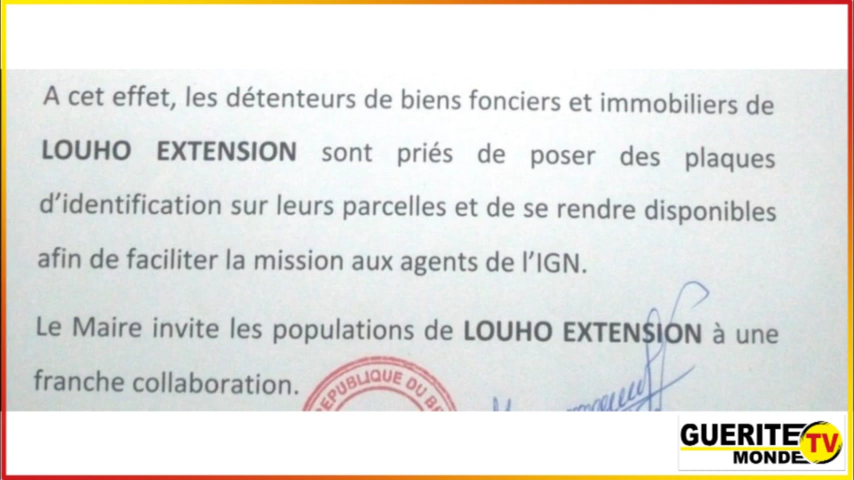 A cet effet, les détenteurs de biens fonciers et immobiliers de
LOUHO EXTENSION sont priés de poser des plaques
d'identification sur leurs parcelles et de se rendre disponibles
afin de faciliter la mission aux agents de l'IGN.
Le Maire invite les populations de LOUHO EXTENSION à une
franche collaboration.
REPUBLIQUE DU
GUERITE TV
MONDE